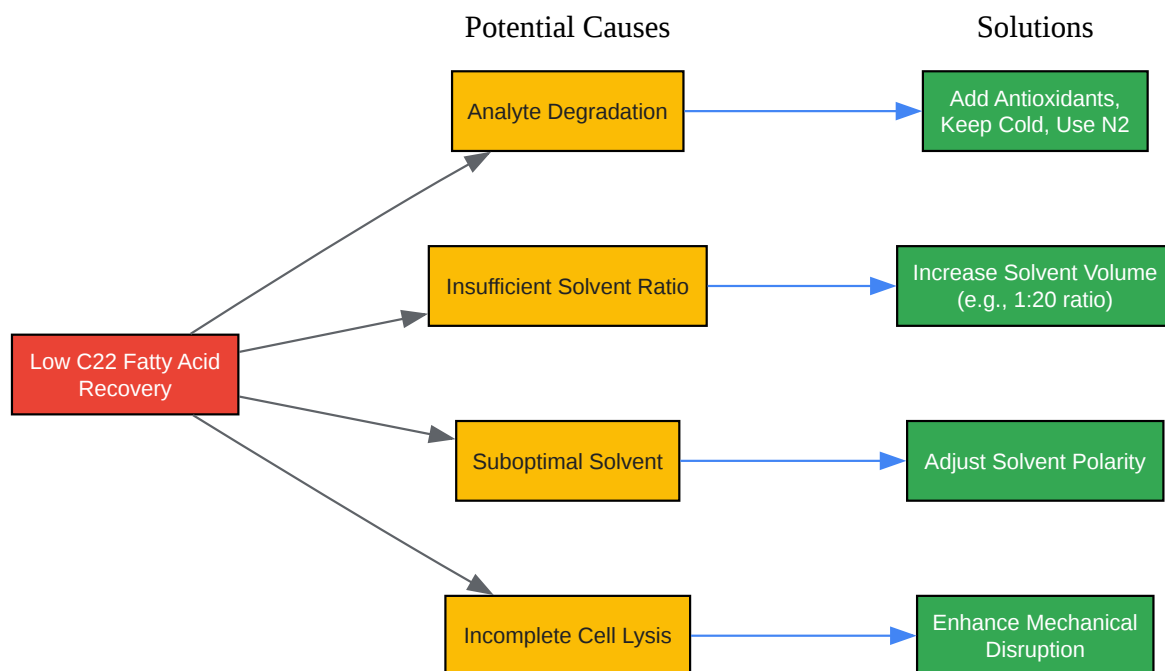 Potential Causes
Solutions
Analyte Degradation
Add Antioxidants,
Keep Cold, Use N2
Insufficient Solvent Ratio
Increase Solvent Volume
(e.g., 1:20 ratio)
Low C22 Fatty Acid
Recovery
Suboptimal Solvent
Adjust Solvent Polarity
Incomplete Cell Lysis
Enhance Mechanical
Disruption